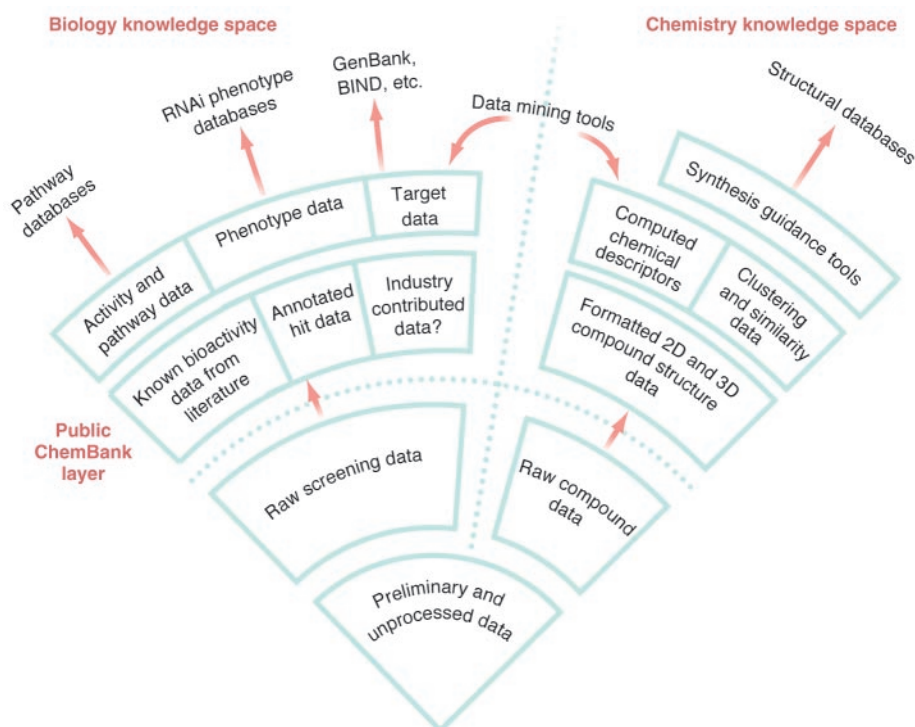 Biology knowledge space
Chemistry knowledge space
GenBank,
BIND, etc.
RNAi phenotype
databases
Pathway
databases
Data mining tools
Structural databases
Target
data
Phenotype data
Activity and
pathway data
Industry
contributed
data?
Annotated
hit data
Known bioactivity
data from
literature
Synthesis guidance tools
Computed
chemical
descriptors
Clustering
and similarity
data
Formatted 2D and 3D
compound structure
data
Public
ChemBank
layer
Raw screening data
Raw compound
data
Preliminary and
unprocessed data